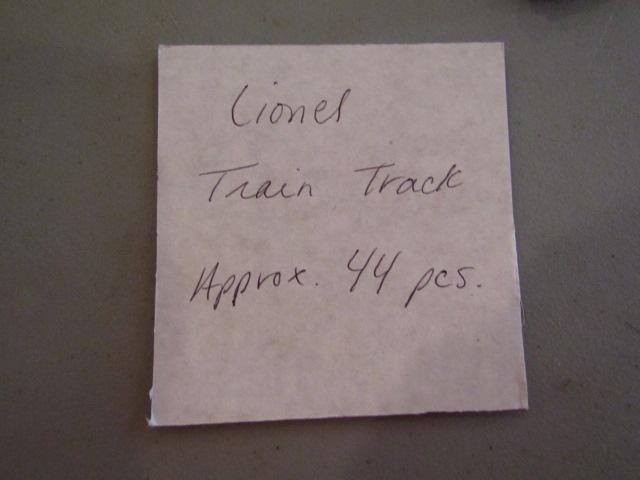 Lionel
Train Track
Approx. 44 pcs.